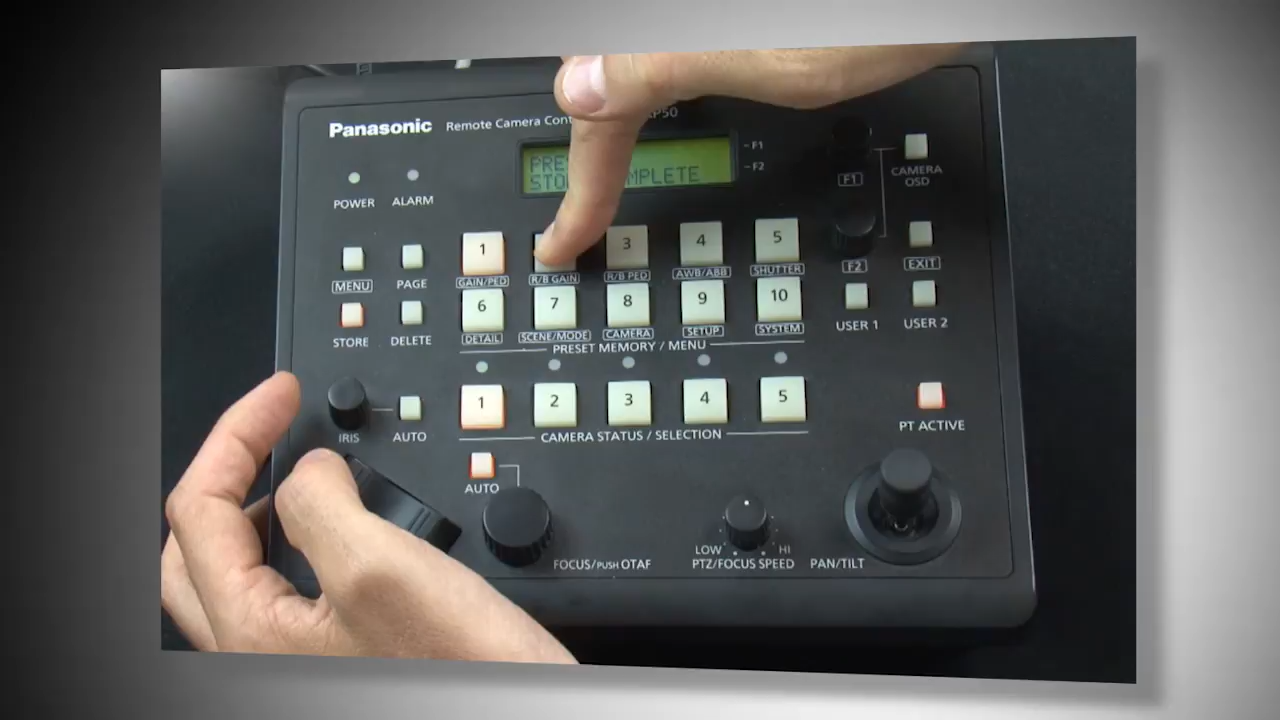 Panasonic Remote Camera
PRE
STO MPLETE
F1
F2
POWER ALARM
F1 CAMERA
OSD
1 3 4 5
MENU PAGE GAIN/PED R/B GAIN R/B PED AWB/ABB SHUTTER F2 EXIT
6 7 8 9 10
STORE DELETE DETAIL SCENE/MODE CAMERA SETUP SYSTEM USER 1 USER 2
PRESET MEMORY / MENU
1 2 3 4 5
IRIS AUTO CAMERA STATUS / SELECTION PT ACTIVE
AUTO
LOW HI
FOCUS/PUSH OTAF PTZ/FOCUS SPEED PAN/TILT